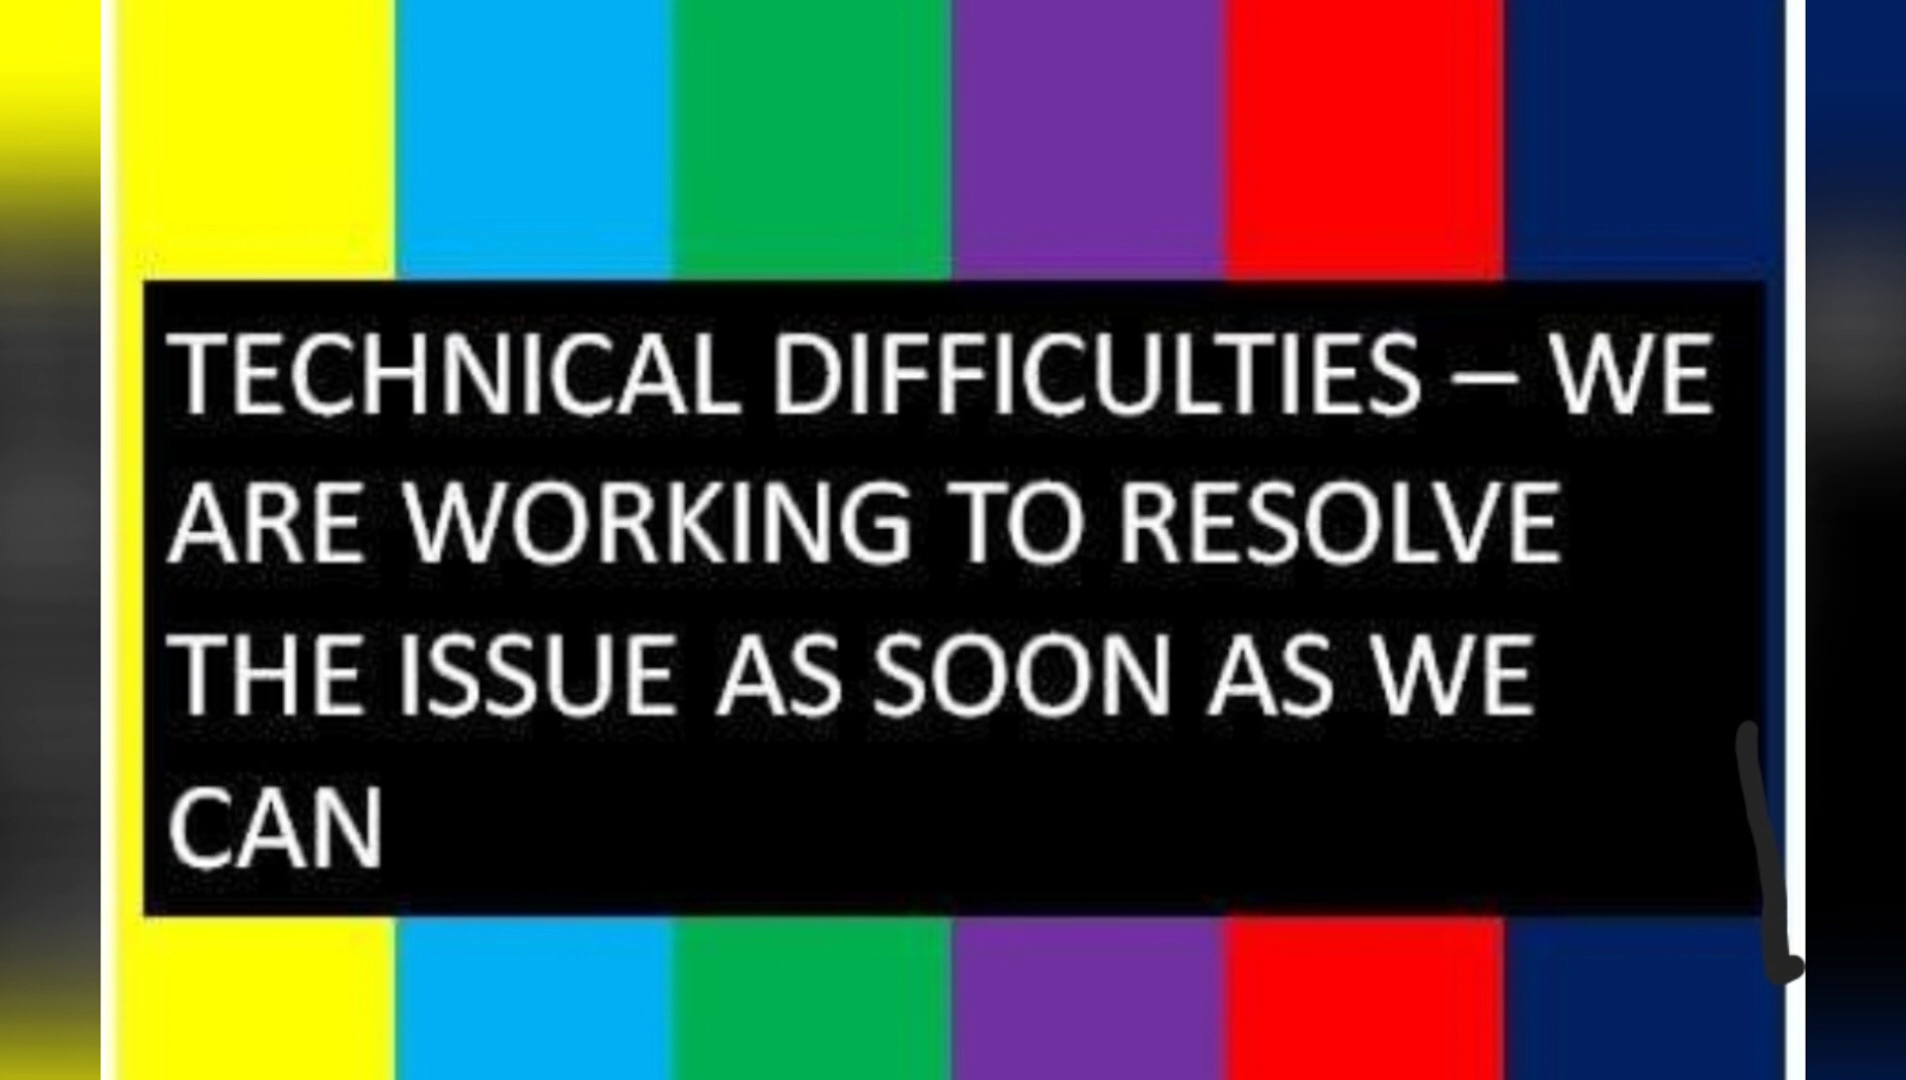 TECHNICAL DIFFICULTIES – WE
ARE WORKING TO RESOLVE
THE ISSUE AS SOON AS WE
CAN